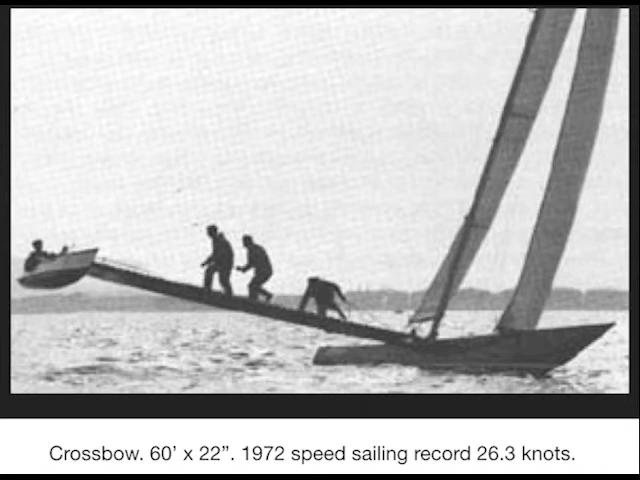 Crossbow. 60’ x 22”. 1972 speed sailing record 26.3 knots.